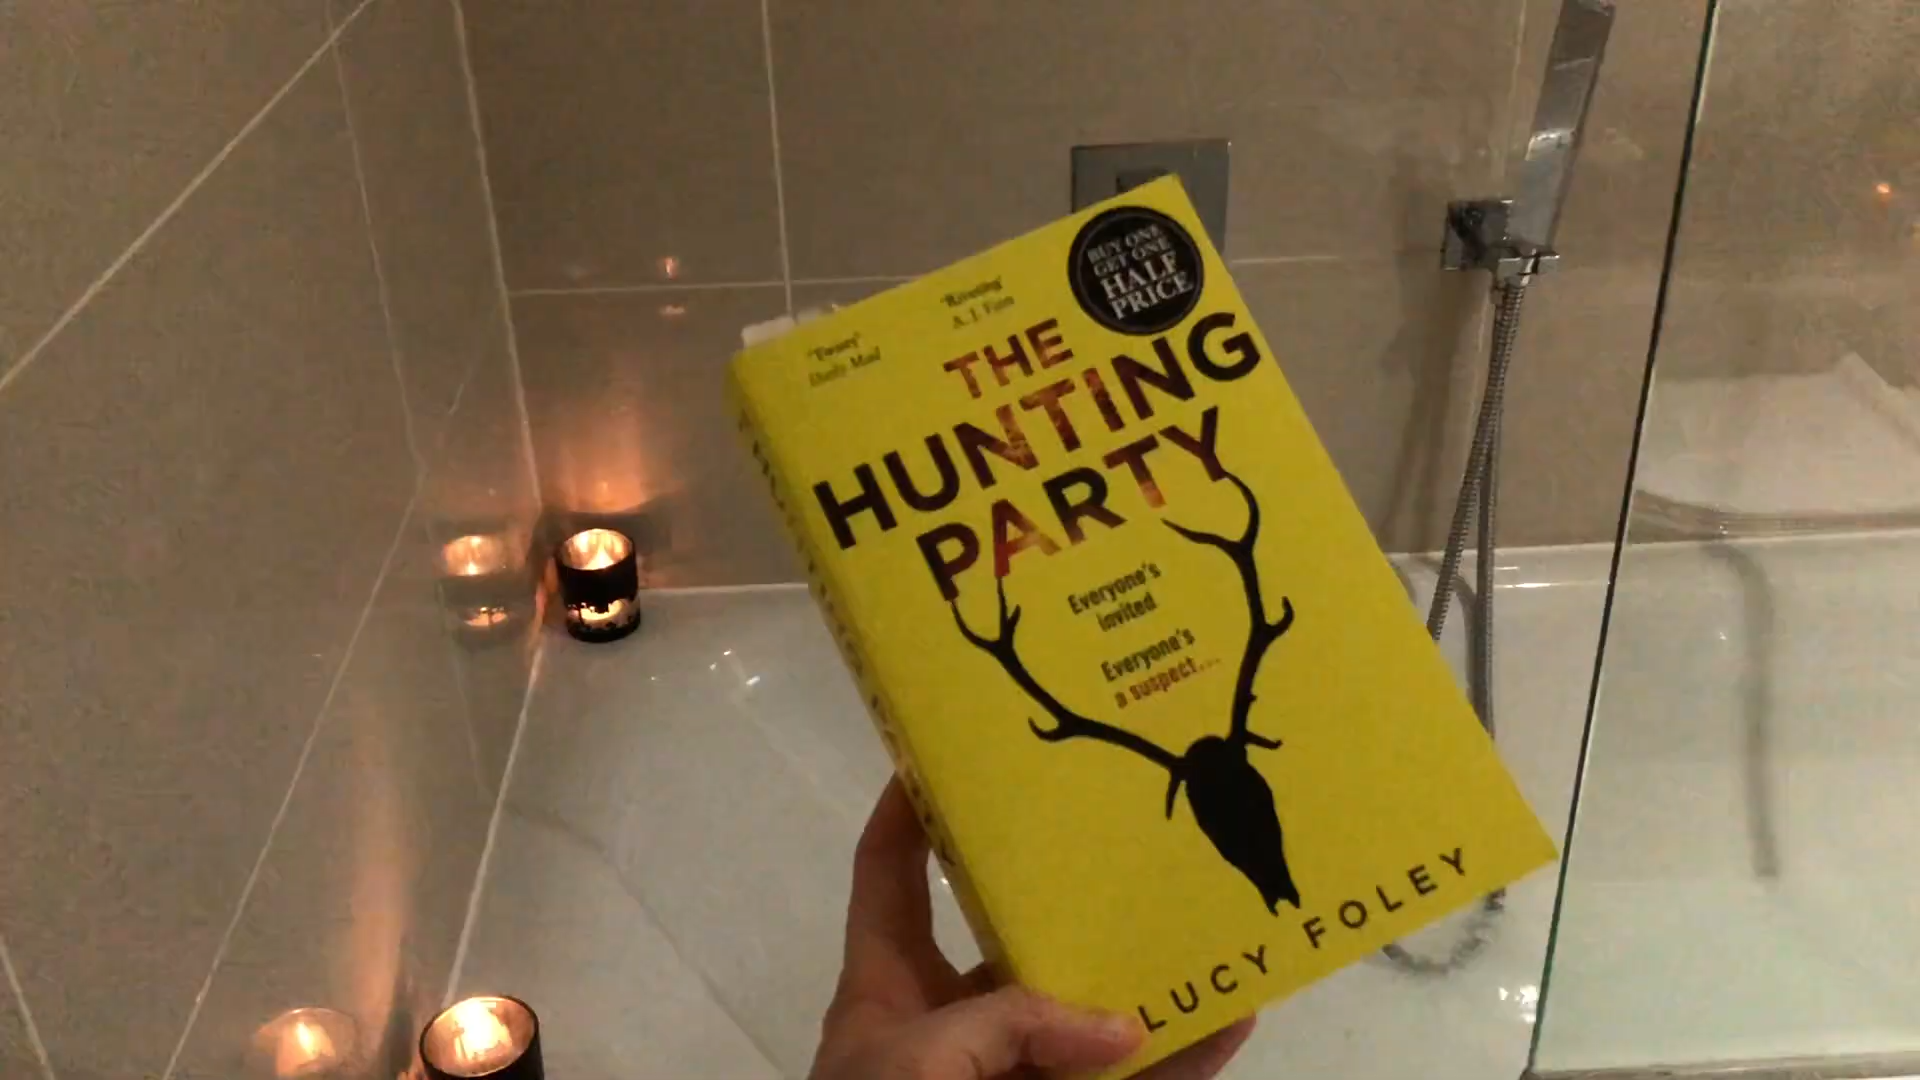 BUY ONE
GET ONE
HALF
PRICE
'Riveting'
A. J. Finn
'Twisty'
Daily Mail
THE
HUNTING
PARTY
Everyone's
invited
Everyone's
a suspect...
LUCY FOLEY